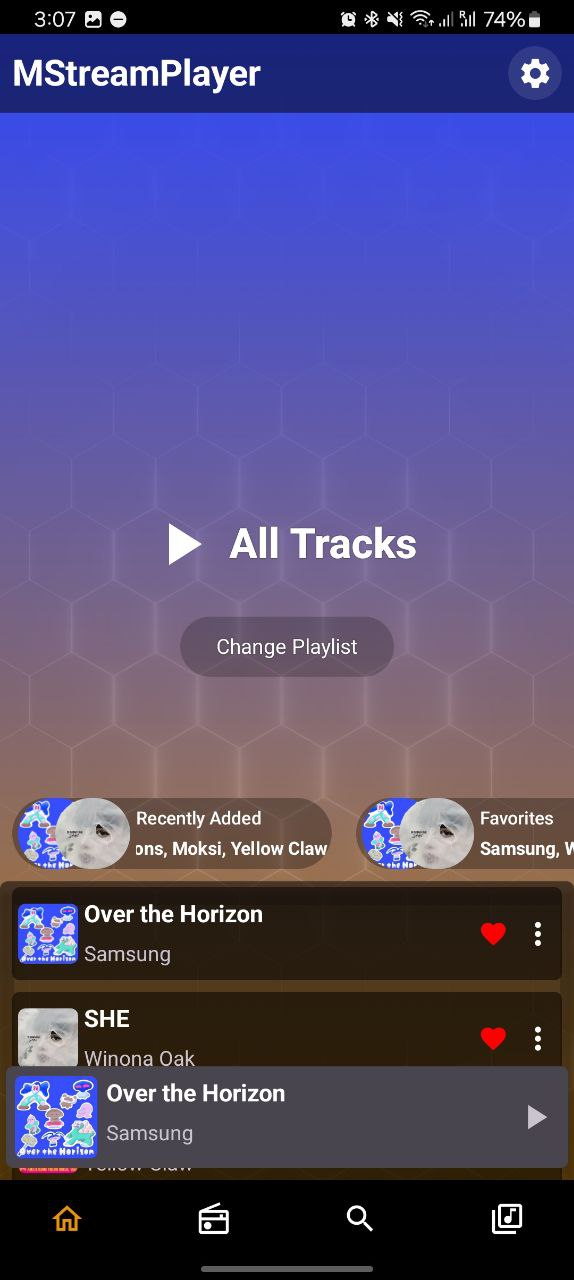 3:07
74%
MStreamPlayer
All Tracks
Change Playlist
Recently Added
ons, Moksi, Yellow Claw
Favorites
Samsung, W
Over the Horizon
Samsung
SHE
Winona Oak
Over the Horizon
Samsung
Yellow Claw